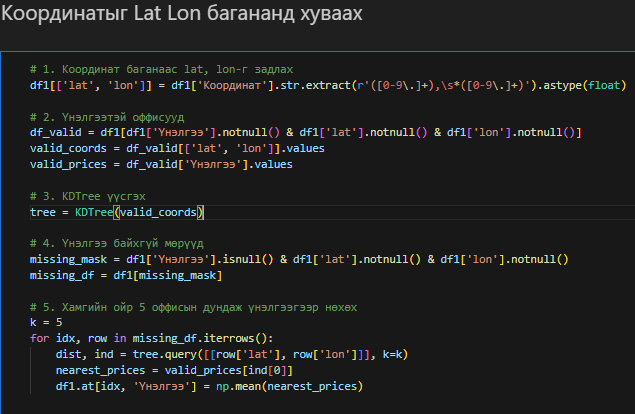 Координатыг Lat Lon багананд хуваах
# 1. Координат баганаас lat, lon-г задлах
df1[['lat', 'lon']] = df1['Координат'].str.extract(r'([0-9\.]+),\s*([0-9\.]+)').astype(float)
# 2. Үнэлгээтэй оффисууд
df_valid = df1[df1['Үнэлгээ'].notnull() & df1['lat'].notnull() & df1['lon'].notnull()]
valid_coords = df_valid[['lat', 'lon']].values
valid_prices = df_valid['Үнэлгээ'].values
# 3. KDTree үүсгэх
tree = KDTree(valid_coords)
# 4. Үнэлгээ байхгүй мөрүүд
missing_mask = df1['Үнэлгээ'].isnull() & df1['lat'].notnull() & df1['lon'].notnull()
missing_df = df1[missing_mask]
# 5. Хамгийн ойр 5 оффисын дундаж үнэлгээгээр нөхөх
k = 5
for idx, row in missing_df.iterrows():
    dist, ind = tree.query([[row['lat'], row['lon']]], k=k)
    nearest_prices = valid_prices[ind[0]]
    df1.at[idx, 'Үнэлгээ'] = np.mean(nearest_prices)